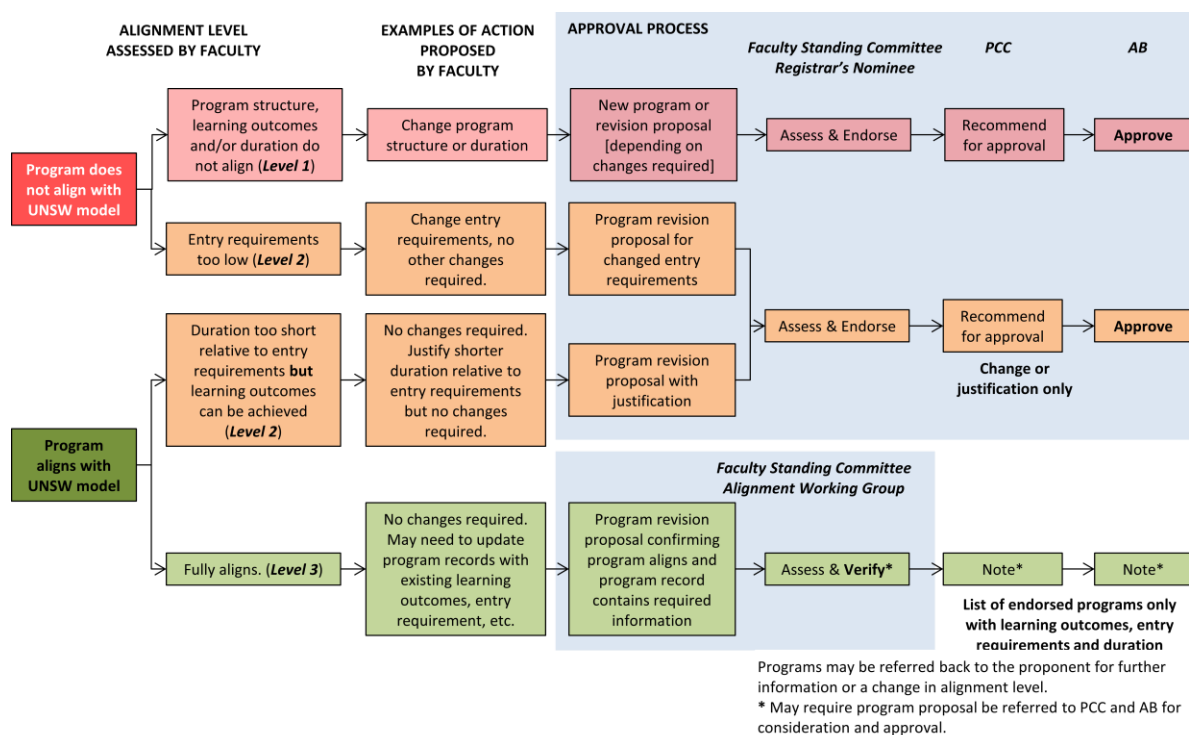 ALIGNMENT LEVEL
ASSESSED BY FACULTY
EXAMPLES OF ACTION
PROPOSED
BY FACULTY
APPROVAL PROCESS
Faculty Standing Committee
Registrar's Nominee
PCC
AB
Program does
not align with
UNSW model
Program structure,
learning outcomes
and/or duration do
not align (Level 1)
Change program
structure or duration
New program or
revision proposal
[depending on
changes required]
Assess & Endorse
Recommend
for approval
Approve
Entry requirements
too low (Level 2)
Change entry
requirements, no
other changes
required.
Program revision
proposal for
changed entry
requirements
Assess & Endorse
Recommend
for approval
Approve
Change or
justification only
Program
aligns with
UNSW model
Duration too short
relative to entry
requirements but
learning outcomes
can be achieved
(Level 2)
No changes required.
Justify shorter
duration relative to
entry requirements
but no changes
required.
Program revision
proposal with
justification
Faculty Standing Committee
Alignment Working Group
Fully aligns. (Level 3)
No changes required.
May need to update
program records with
existing learning
outcomes, entry
requirement, etc.
Program revision
proposal confirming
program aligns and
program record
contains required
information
Assess & Verify*
Note*
Note*
List of endorsed programs only
with learning outcomes, entry
requirements and duration
Programs may be referred back to the proponent for further
information or a change in alignment level.
* May require program proposal be referred to PCC and AB for
consideration and approval.